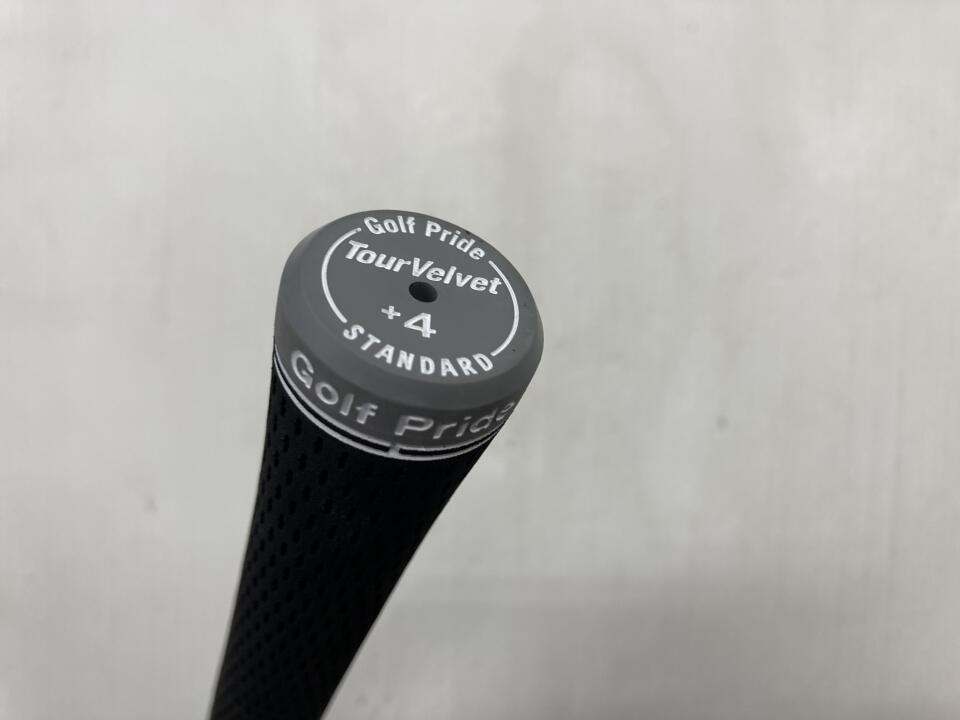 Golf Pride
TourVelvet
+4
STANDARD
Golf Pride